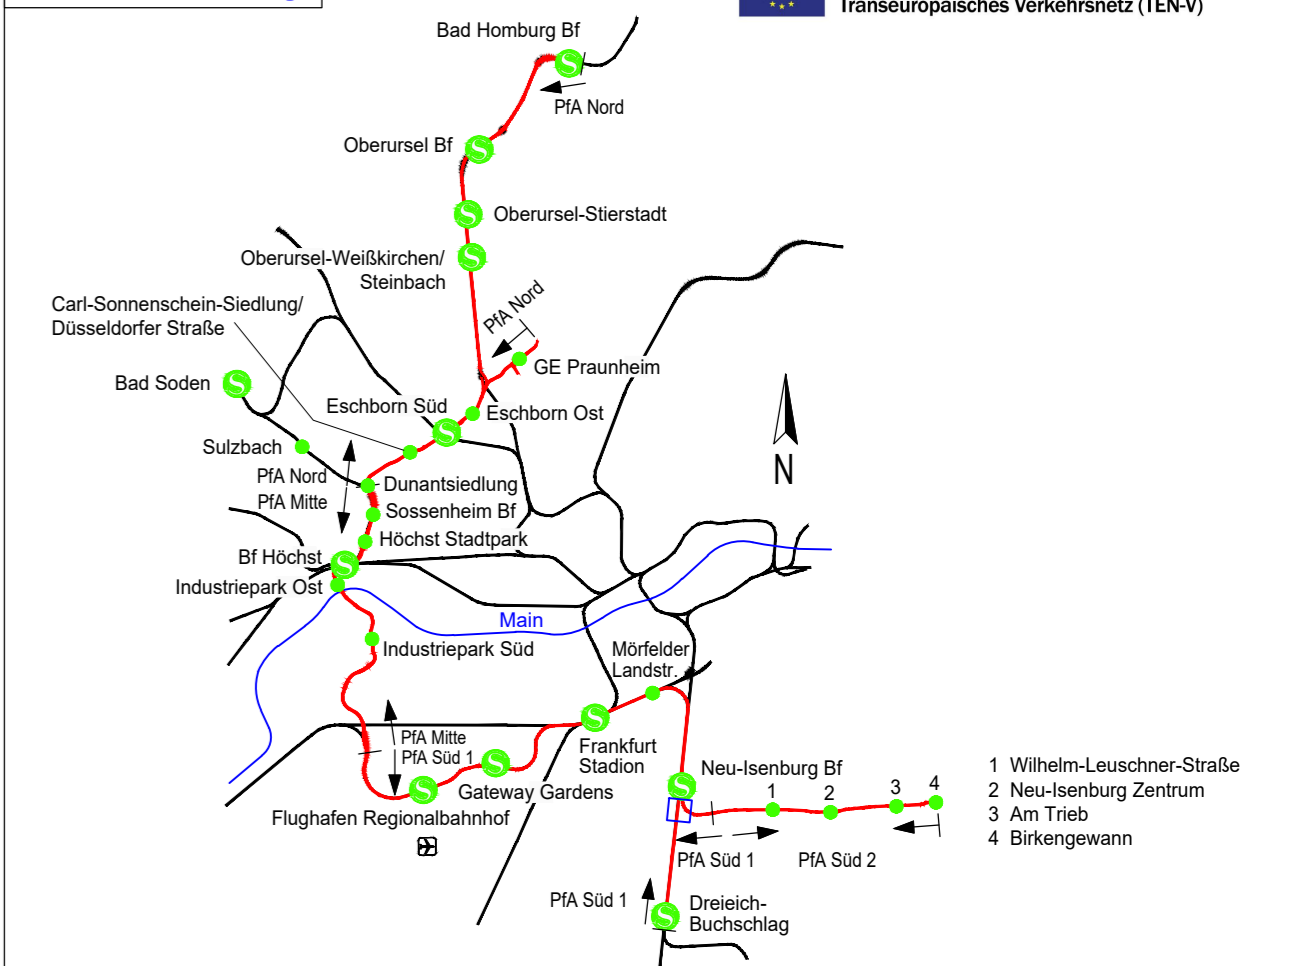 Transeuropäisches Verkehrsnetz (TEN-V)
Bad Homburg Bf
PfA Nord
Oberursel Bf
Oberursel-Stierstadt
Oberursel-Weißkirchen/
Steinbach
PfA Nord
Carl-Sonnenschein-Siedlung/
Düsseldorfer Straße
GE Praunheim
Bad Soden
Eschborn Süd
Eschborn Ost
Sulzbach
PfA Nord
PfA Mitte
Dunantsiedlung
Sossenheim Bf
N
Höchst Stadtpark
Bf Höchst
Industriepark Ost
Main
Industriepark Süd
Mörfelder
Landstr.
PfA Mitte
PfA Süd 1
Frankfurt
Stadion
Gateway Gardens
Flughafen Regionalbahnhof
Neu-Isenburg Bf
1 2 3 4
1 Wilhelm-Leuschner-Straße
2 Neu-Isenburg Zentrum
3 Am Trieb
4 Birkengewann
PfA Süd 1
PfA Süd 2
PfA Süd 1
Dreieich-
Buchschlag